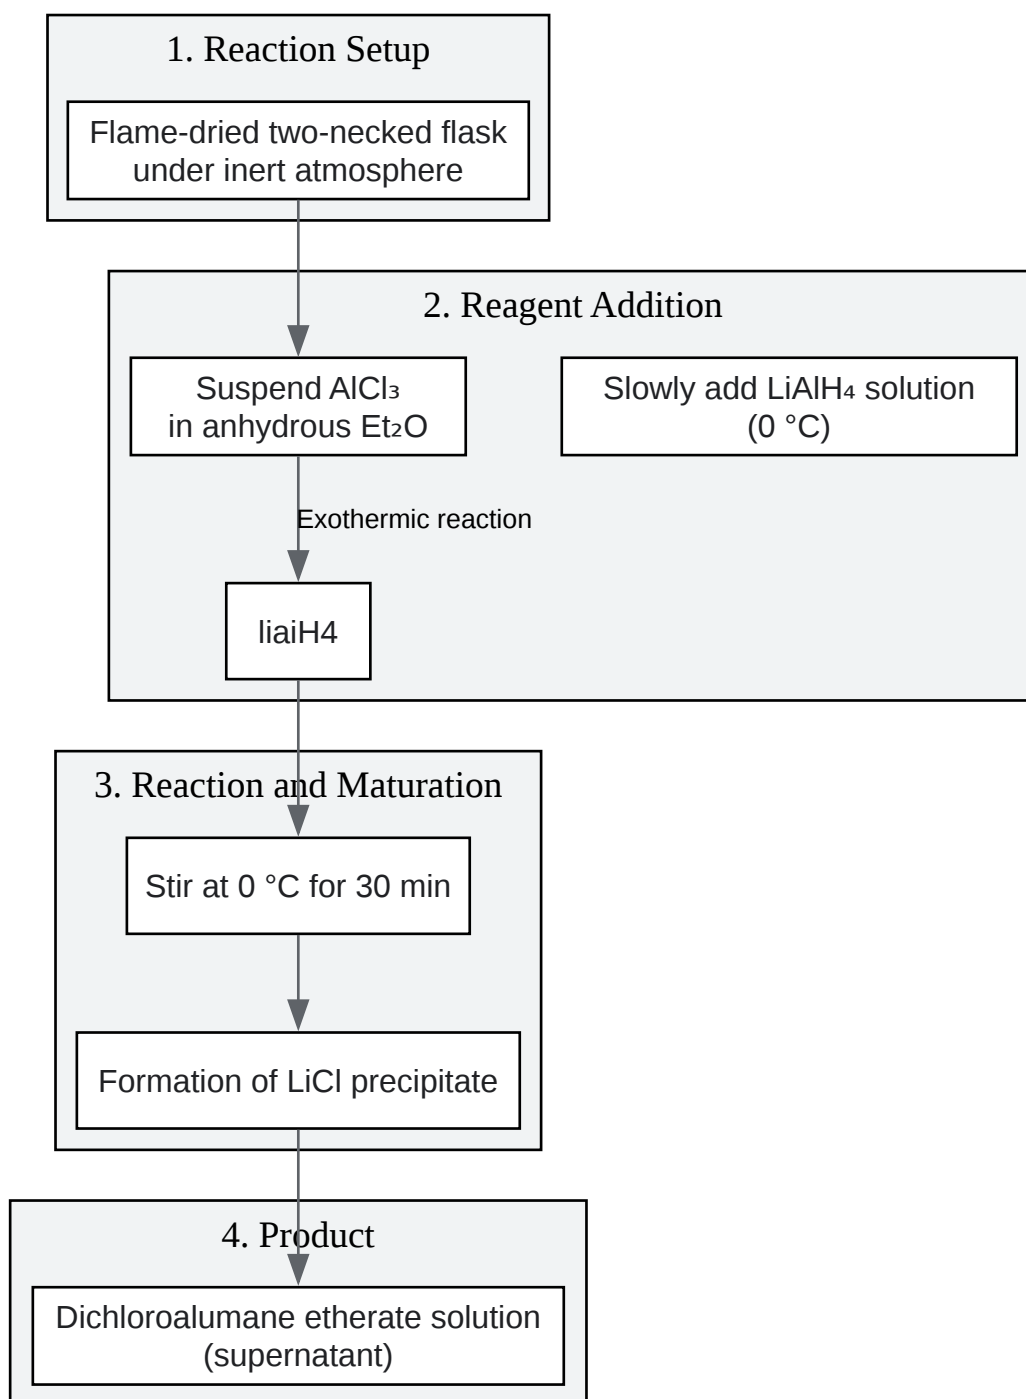 1. Reaction Setup
Flame-dried two-necked flask
under inert atmosphere
2. Reagent Addition
Suspend AlCl₃
in anhydrous Et₂O
Slowly add LiAlH₄ solution
(0 °C)
Exothermic reaction
liaiH4
3. Reaction and Maturation
Stir at 0 °C for 30 min
Formation of LiCl precipitate
4. Product
Dichloroalumane etherate solution
(supernatant)